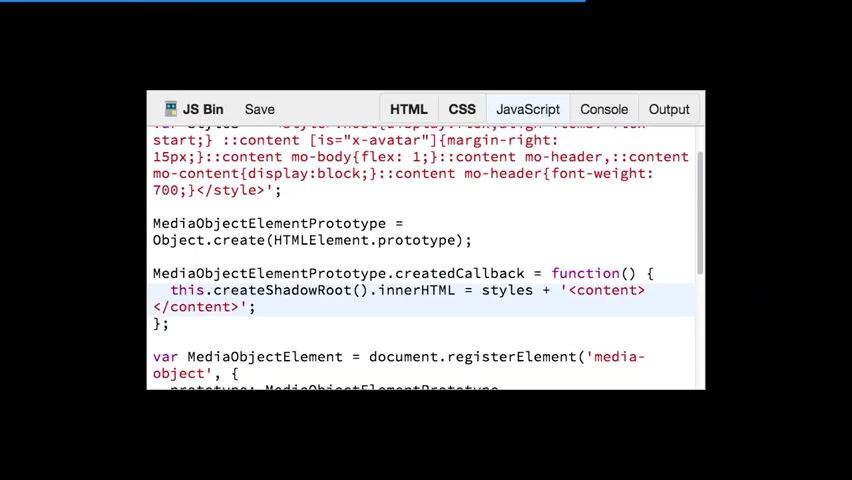 JS Bin Save HTML CSS JavaScript Console Output
start;} ::content [is="x-avatar"]{margin-right:
15px;}::content mo-body{flex: 1;}::content mo-header,::content
mo-content{display:block;}::content mo-header{font-weight:
700;}</style>';
MediaObjectElementPrototype =
Object.create(HTMLElement.prototype);
MediaObjectElementPrototype.createdCallback = function() {
this.createShadowRoot().innerHTML = styles + '<content>
</content>';
};
var MediaObjectElement = document.registerElement('media-
object', {
prototype: MediaObjectElementPrototype